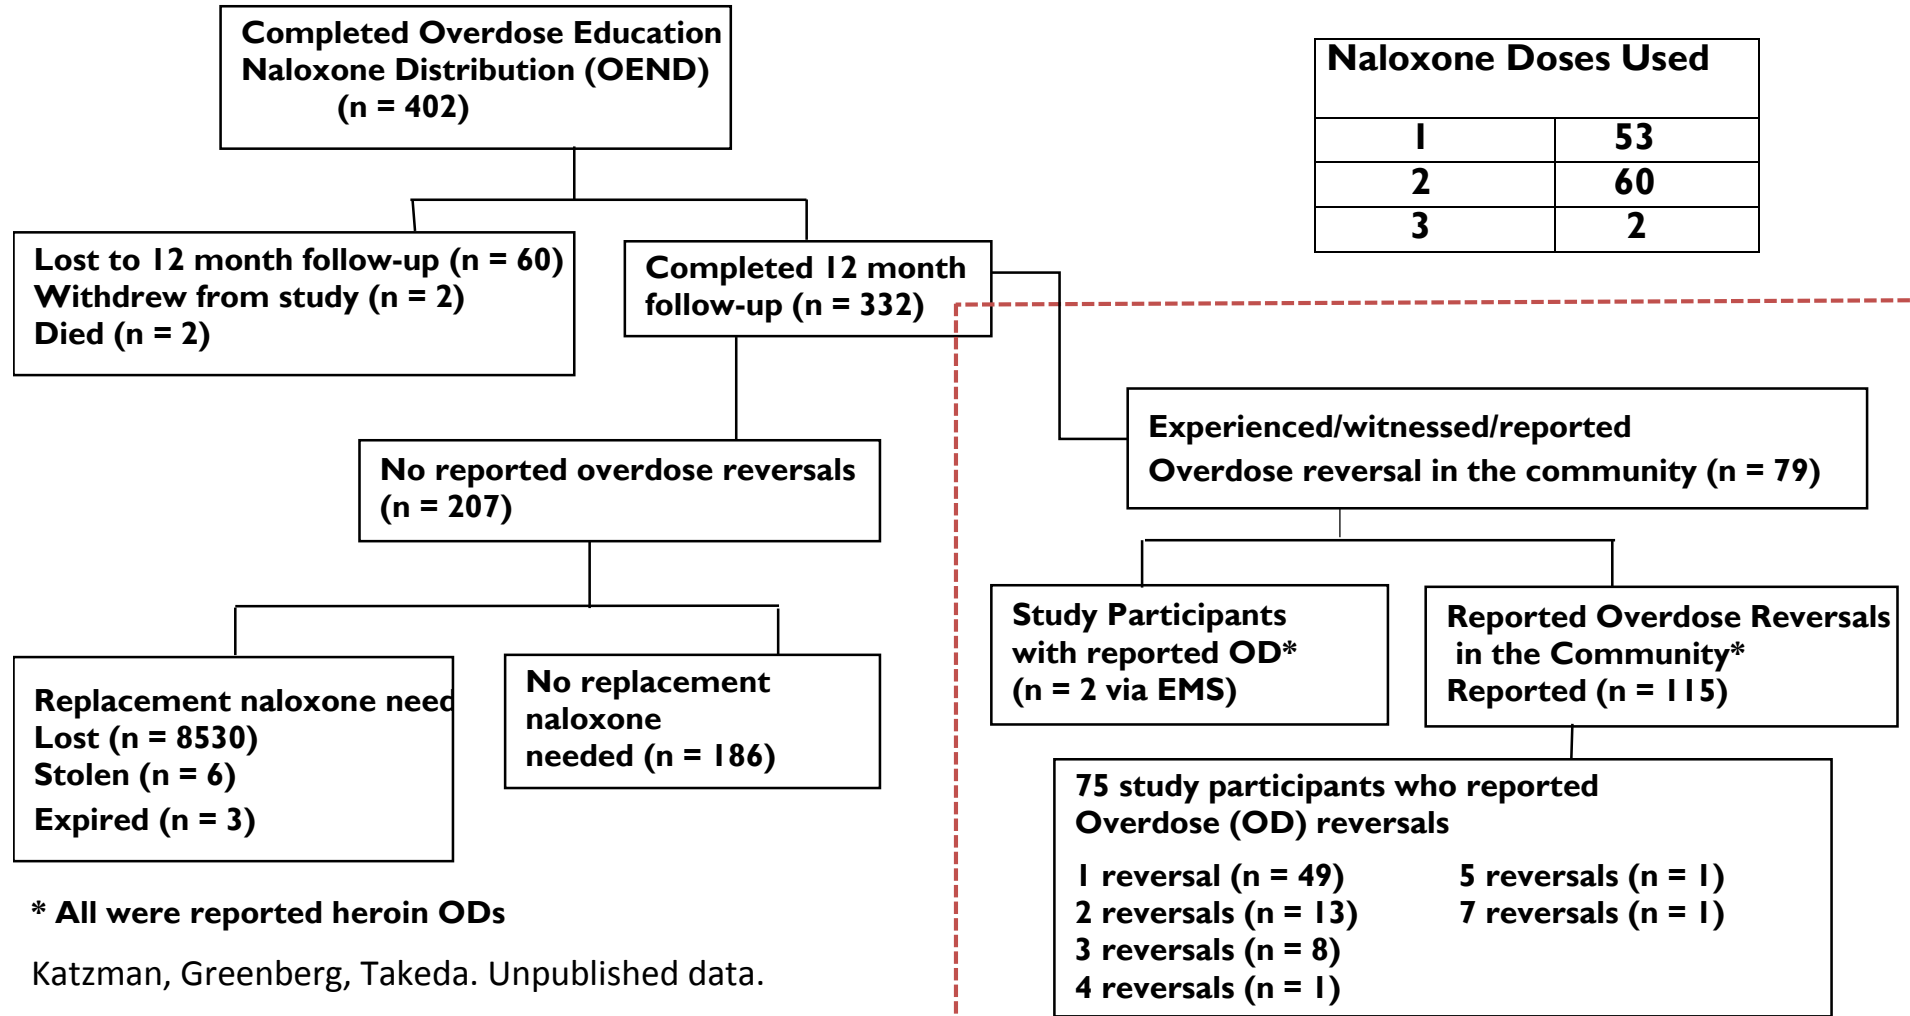 Completed Overdose Education
Naloxone Distribution (OEND)
(n = 402)
Naloxone Doses Used
1 53
2 60
3 2
Lost to 12 month follow-up (n = 60)
Withdrew from study (n = 2)
Died (n = 2)
Completed 12 month
follow-up (n = 332)
No reported overdose reversals
(n = 207)
Experienced/witnessed/reported
Overdose reversal in the community (n = 79)
Replacement naloxone need
Lost (n = 8530)
Stolen (n = 6)
Expired (n = 3)
No replacement
naloxone
needed (n = 186)
Study Participants
with reported OD*
(n = 2 via EMS)
Reported Overdose Reversals
in the Community*
Reported (n = 115)
75 study participants who reported
Overdose (OD) reversals
1 reversal (n = 49)
2 reversals (n = 13)
3 reversals (n = 8)
4 reversals (n = 1)
5 reversals (n = 1)
7 reversals (n = 1)
* All were reported heroin ODs
Katzman, Greenberg, Takeda. Unpublished data.